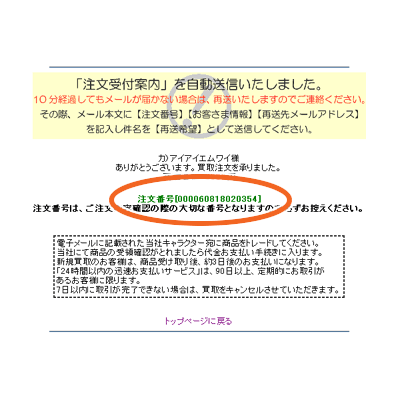 「注文受付案内」を自動送信いたしました。
10分経過してもメールが届かない場合は、再送いたしますのでご連絡ください。
その際、メール本文に【注文番号】【お客さま情報】【再送先メールアドレス】
を記入し件名を【再送希望】として送信してください。
カ)アイアイエムワイ様
ありがとうございます。買取注文を承りました。
注文番号[000060818020354]
注文番号は、ご注文 確認の際の大切な番号となりますの ずお控えください。
電子メールに記載された当社キャラクター宛に商品をトレードしてください。
当社にて商品の受領確認がとれましたら代金お支払い手続きに入ります。
新規買取のお客様は、商品受け取り後、約3日後のお支払いになります。
「24時間以内の迅速お支払いサービス」は、90日以上、定期的にお取引が
あるお客様に限ります。
7日以内に取引が完了できない場合は、買取をキャンセルさせていただきます。
トップページに戻る